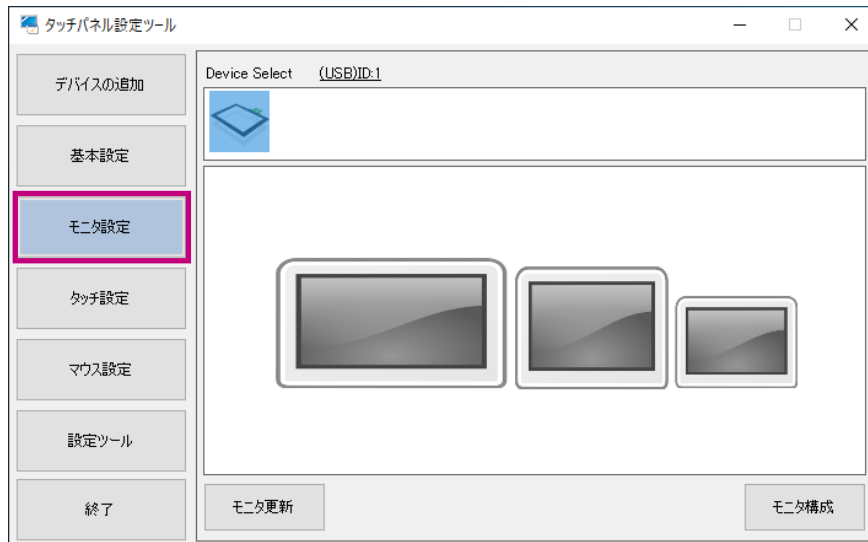 タッチパネル設定ツール
デバイスの追加
基本設定
モニタ設定
タッチ設定
マウス設定
設定ツール
終了
Device Select (USB)ID:1
モニタ更新
モニタ構成